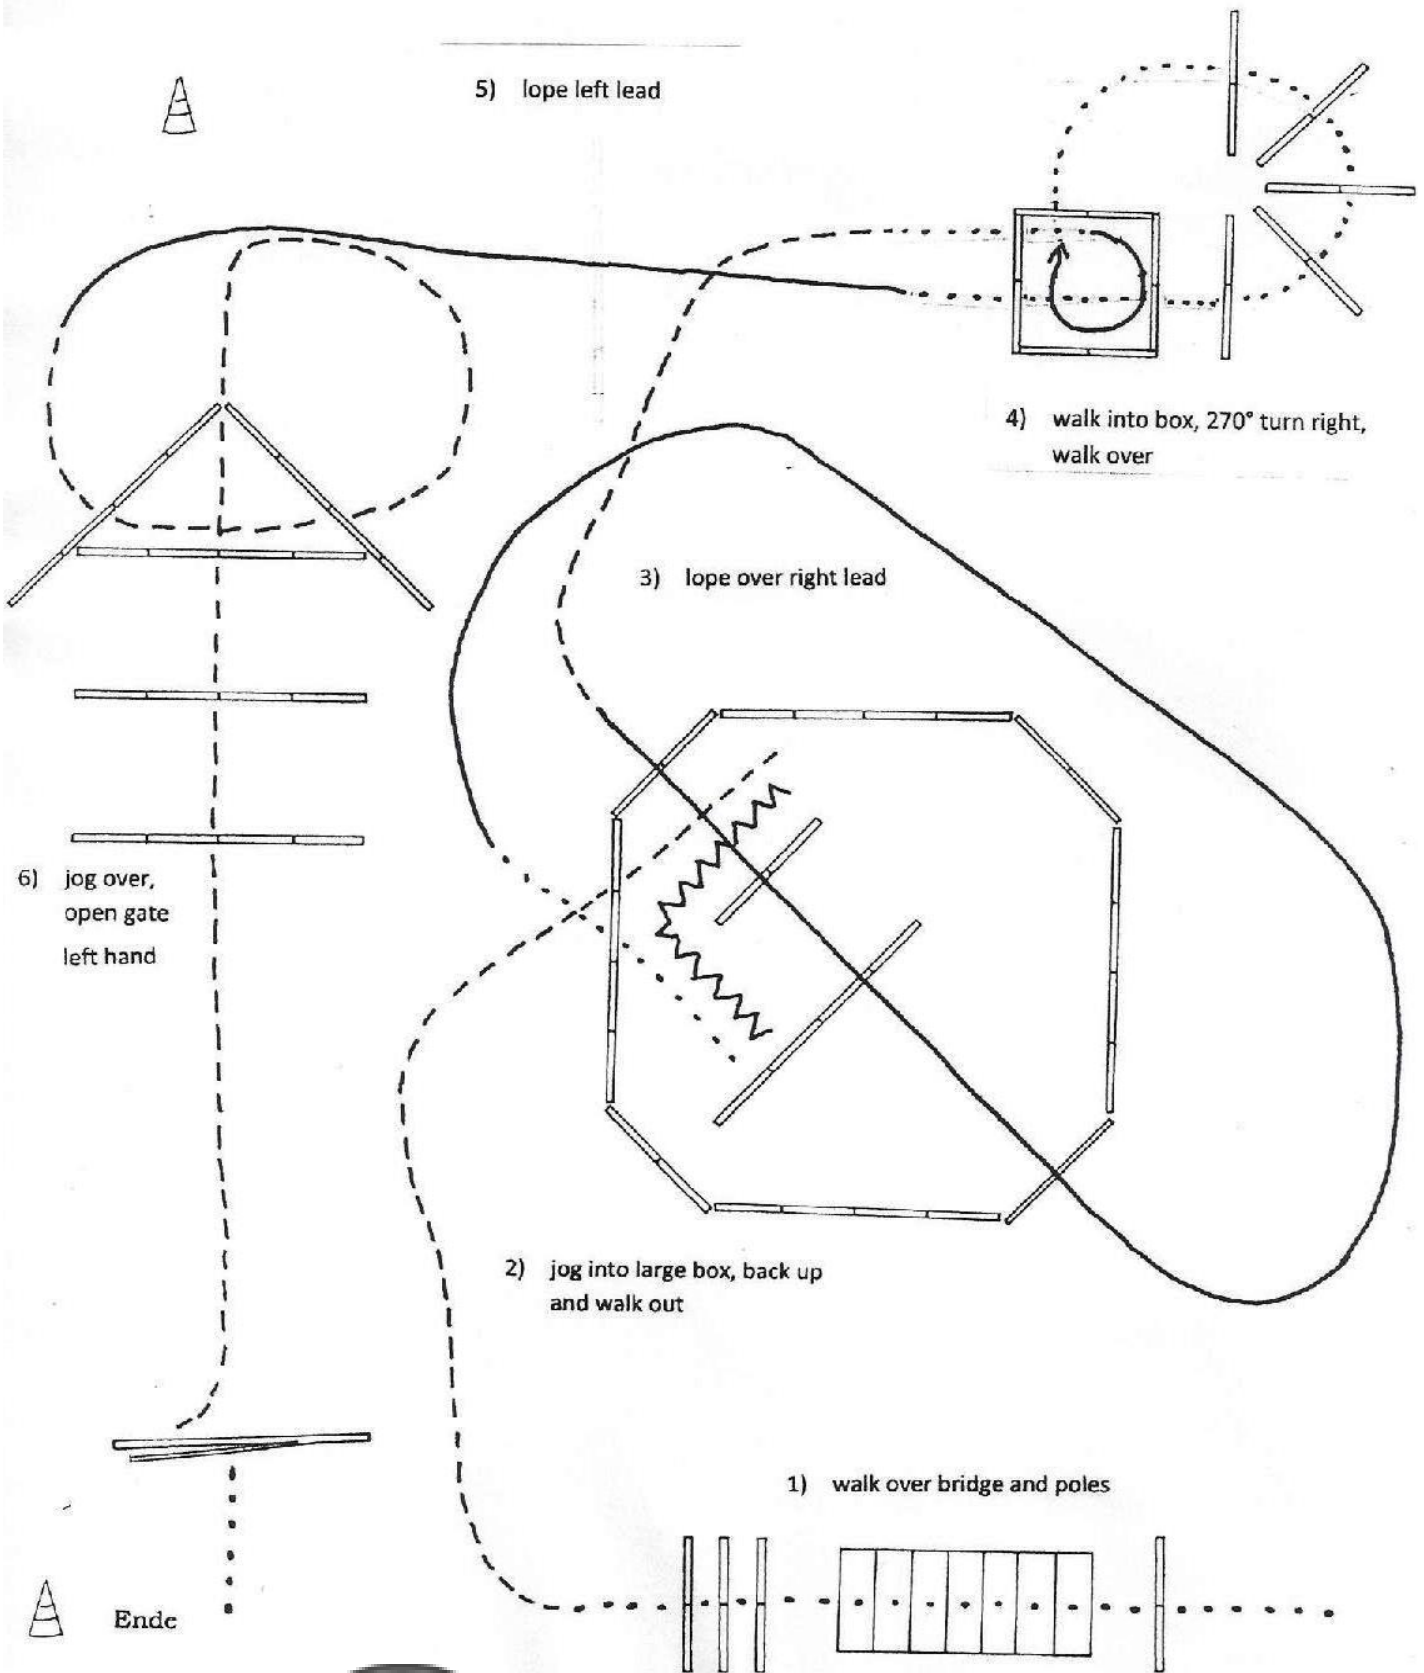 5) lope left lead
4) walk into box, 270° turn right,
walk over
3) lope over right lead
6) jog over,
open gate
left hand
2) jog into large box, back up
and walk out
1) walk over bridge and poles
Ende